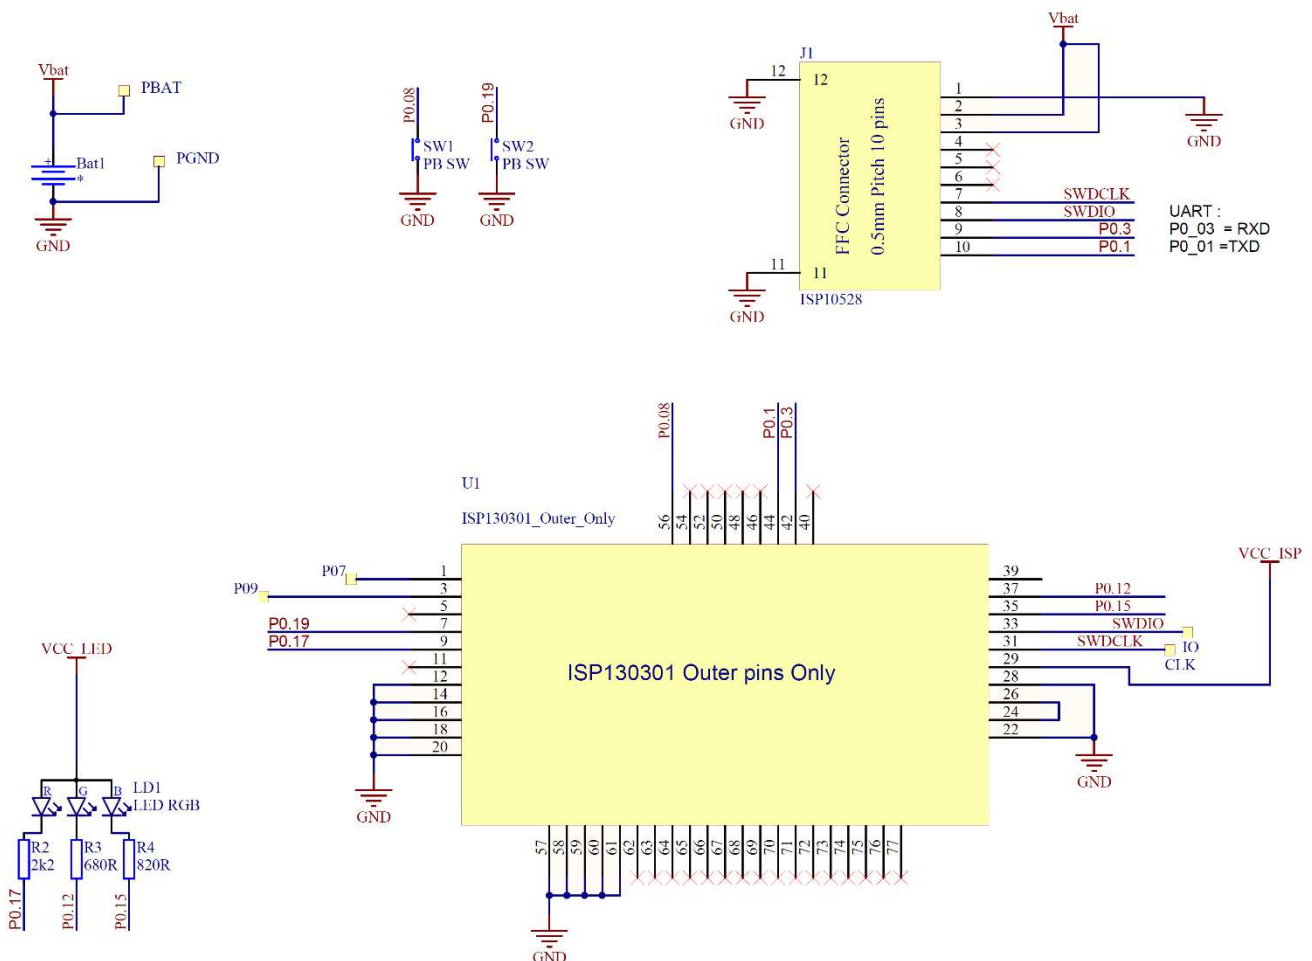 Vbat
PBAT
+
Bat1
*
PGND
GND
P0.08
SW1
PB SW
GND
P0.19
SW2
PB SW
GND
Vbat
J1
12
12
GND
FFC Connector
0.5mm Pitch 10 pins
1
2
3
4
5
6
7
8
9
10
GND
SWDCLK
SWDIO
P0.3
P0.1
UART :
P0_03 = RXD
P0_01 =TXD
11
11
GND
ISP10528
P0.08
P0.1
P0.3
U1
ISP130301_Outer_Only
56
54
52
50
48
46
44
42
40
P07
P09
P0.19
P0.17
1
3
5
7
9
11
12
14
16
18
20
GND
ISP130301 Outer pins Only
39
37
35
33
31
29
28
26
24
22
P0.12
P0.15
SWDIO
IO
SWDCLK
CLK
VCC_ISP
GND
57
58
59
60
61
62
63
64
65
66
67
68
69
70
71
72
73
74
75
76
77
GND
VCC_LED
R
G
B
LD1
LED RGB
R2
2k2
R3
680R
R4
820R
P0.17
P0.12
P0.15